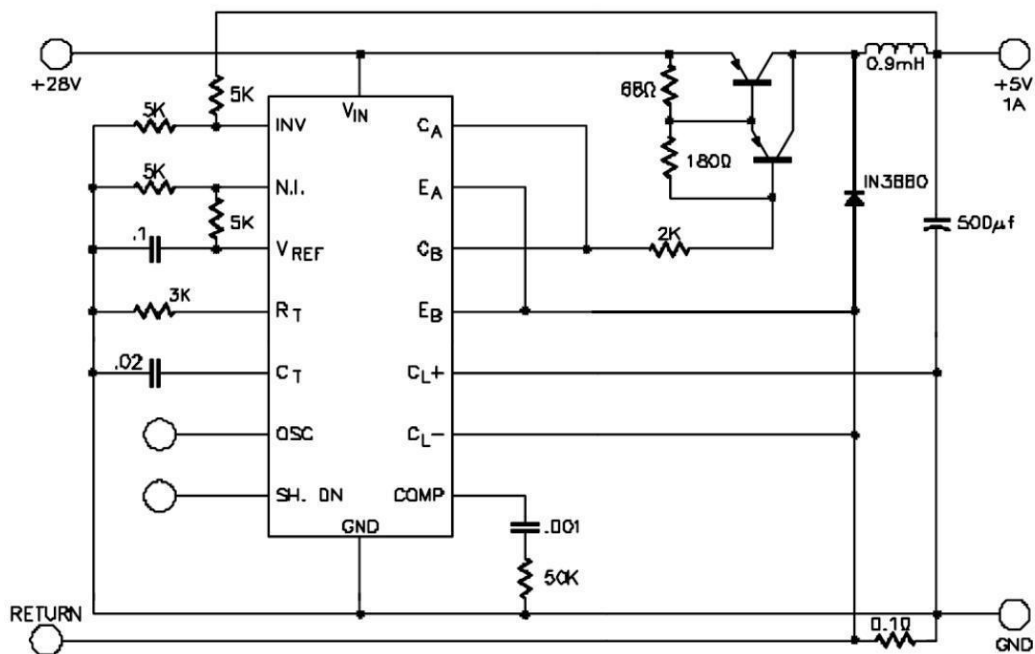 +28V
5K
5K
INV
5K
N.I.
5K
.1
VREF
3K
RT
.02
CT
OSC
SH. DN
VIN
CA
EA
CB
EB
CL+
CL-
COMP
GND
68Ω
180Ω
2K
0.9mH
+5V
1A
IN3880
500µf
.001
50K
RETURN
0.1Ω
GND